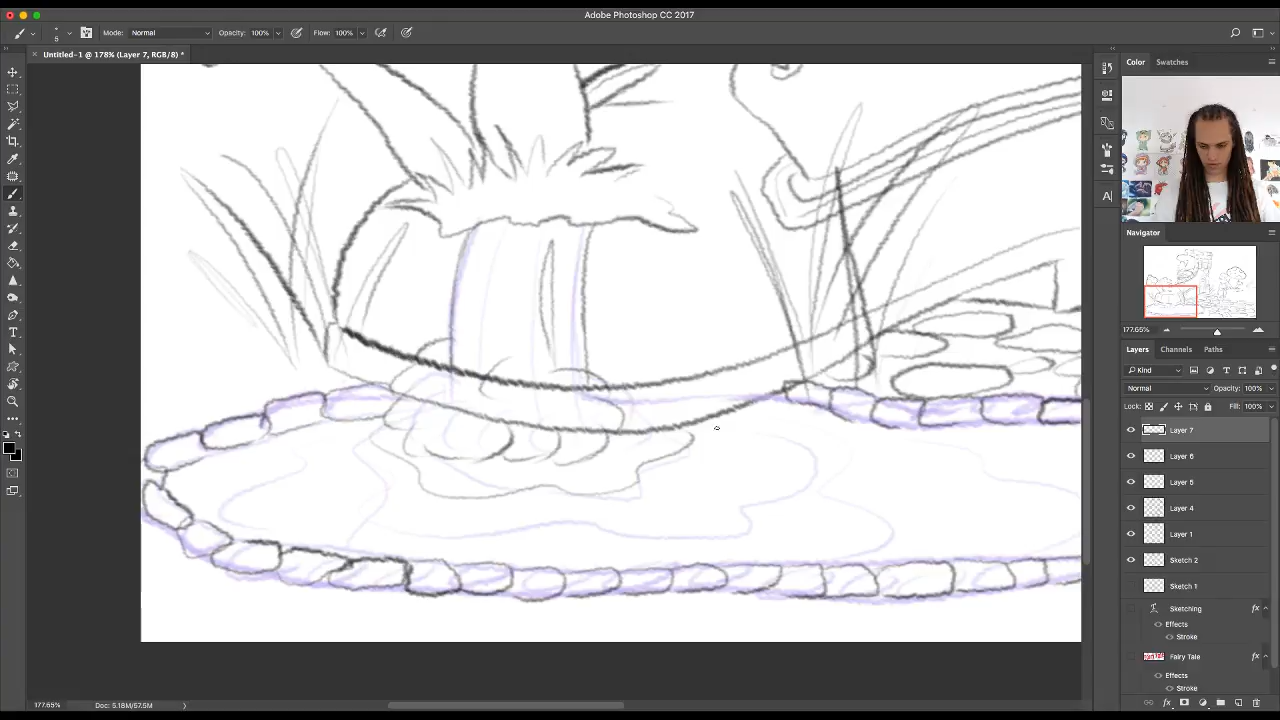 Adobe Photoshop CC 2017
5 Mode: Normal Opacity: 100% Flow: 100%
× Untitled-1 @ 178% (Layer 7, RGB/8) *
Color Swatches
Navigator
177.65%
Layers Channels Paths
Kind
Normal Opacity: 100%
Lock: Fill: 100%
Layer 7
Layer 6
Layer 5
Layer 4
Layer 1
Sketch 2
Sketch 1
Sketching fx
Effects
Stroke
Fairy Tale fx
Effects
Stroke
177.65% Doc: 5.18M/57.5M